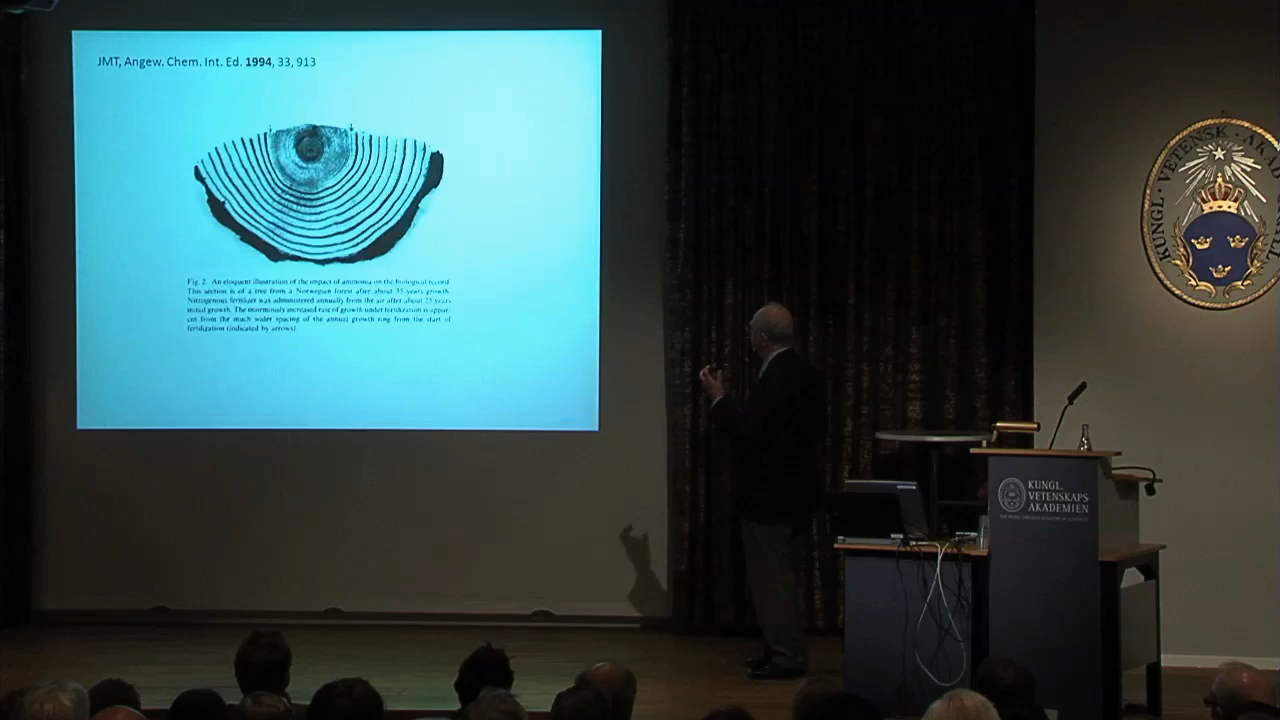 JMT, Angew. Chem. Int. Ed. 1994, 33, 913
Fig. 2. An eloquent illustration of the impact of ammonia on the biological record.
This section is of a tree from a Norwegian forest after about 35 years growth.
Nitrogenous fertilizer was administered annually from the air after about 25 years
initial growth. The enormously increased rate of growth under fertilization is appar-
ent from the much wider spacing of the annual growth ring from the start of
fertilization (indicated by arrows)
KUNGL.
VETENSKAPS
AKADEMIEN
KUNGL · VETENSK · AKAD